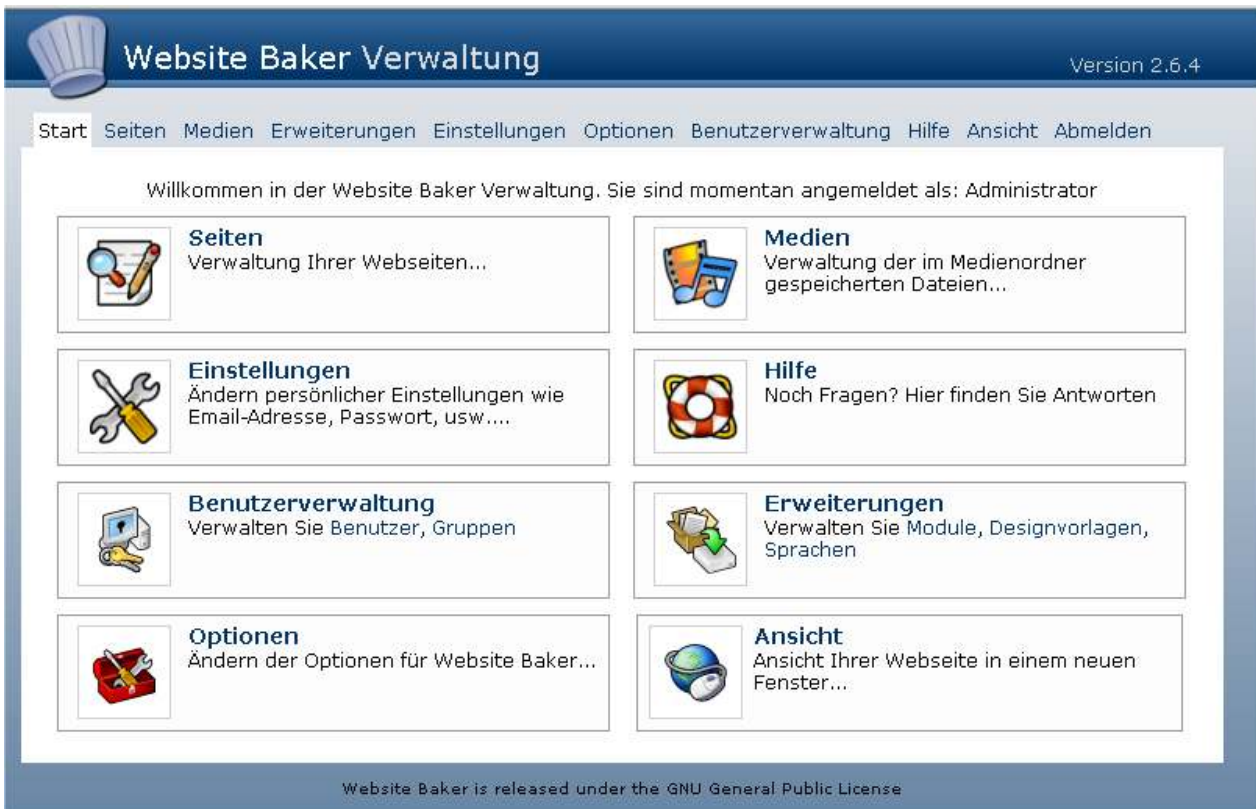 Website Baker Verwaltung
Version 2.6.4
Start Seiten Medien Erweiterungen Einstellungen Optionen Benutzerverwaltung Hilfe Ansicht Abmelden
Willkommen in der Website Baker Verwaltung. Sie sind momentan angemeldet als: Administrator
Seiten
Verwaltung Ihrer Webseiten...
Medien
Verwaltung der im Medienordner
gespeicherten Dateien...
Einstellungen
Ändern persönlicher Einstellungen wie
Email-Adresse, Passwort, usw....
Hilfe
Noch Fragen? Hier finden Sie Antworten
Benutzerverwaltung
Verwalten Sie Benutzer, Gruppen
Erweiterungen
Verwalten Sie Module, Designvorlagen,
Sprachen
Optionen
Ändern der Optionen für Website Baker...
Ansicht
Ansicht Ihrer Webseite in einem neuen
Fenster...
Website Baker is released under the GNU General Public License